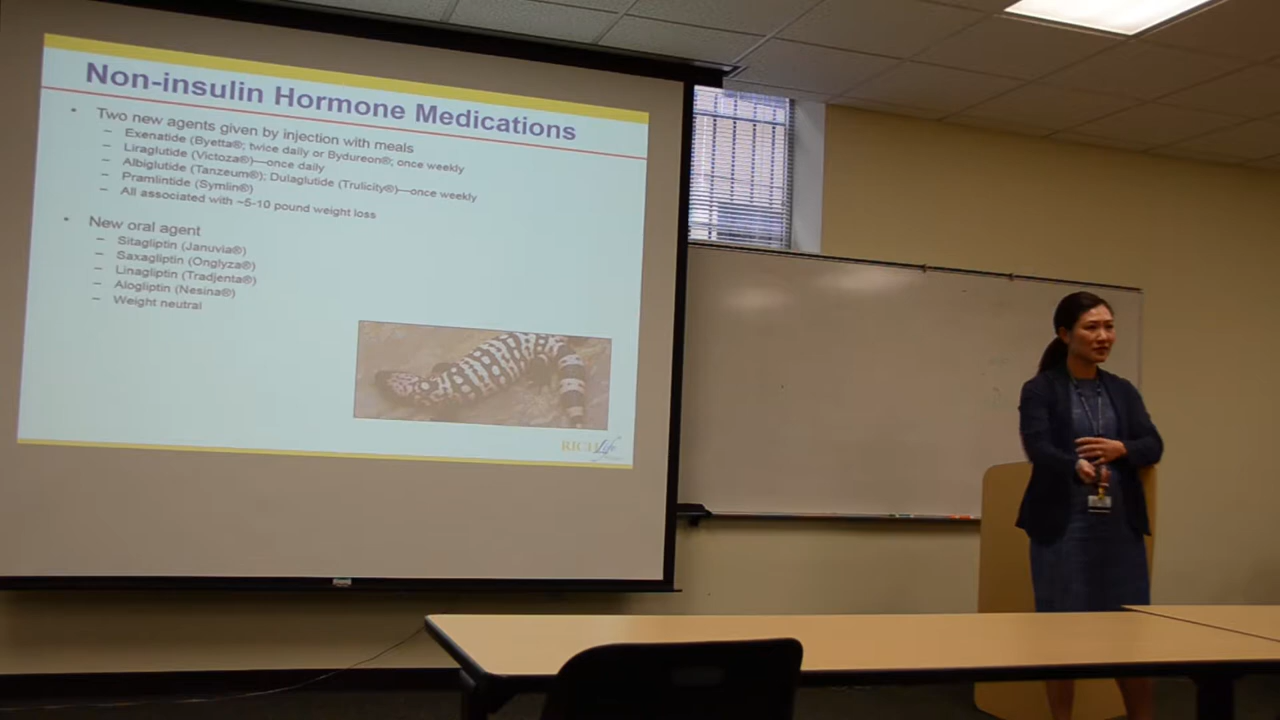 Non-insulin Hormone Medications
• Two new agents given by injection with meals
– Exenatide (Byetta®; twice daily or Bydureon®; once weekly
– Liraglutide (Victoza®)—once daily
– Albiglutide (Tanzeum®); Dulaglutide (Trulicity®)—once weekly
– Pramlintide (Symlin®)
– All associated with ~5-10 pound weight loss
• New oral agent
– Sitagliptin (Januvia®)
– Saxagliptin (Onglyza®)
– Linagliptin (Tradjenta®)
– Alogliptin (Nesina®)
– Weight neutral
RICHLife